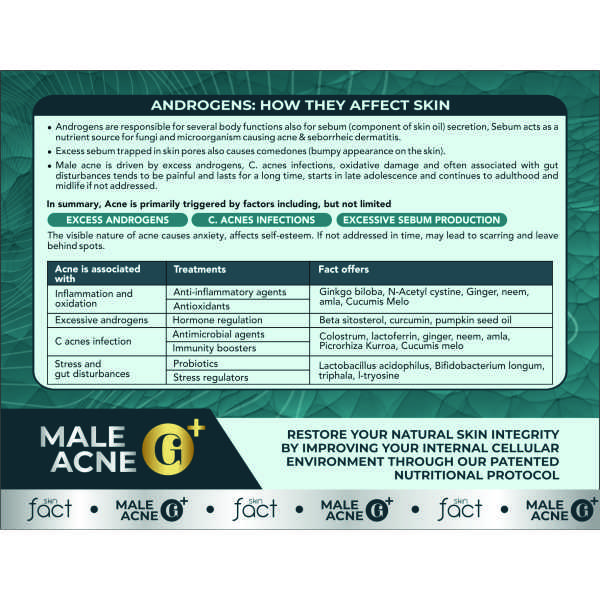 ANDROGENS: HOW THEY AFFECT SKIN
• Androgens are responsible for several body functions also for sebum (component of skin oil) secretion, Sebum acts as a
nutrient source for fungi and microorganism causing acne & seborrheic dermatitis.
• Excess sebum trapped in skin pores also causes comedones (bumpy appearance on the skin).
• Male acne is driven by excess androgens, C. acnes infections, oxidative damage and often associated with gut
disturbances tends to be painful and lasts for a long time, starts in late adolescence and continues to adulthood and
midlife if not addressed.
In summary, Acne is primarily triggered by factors including, but not limited
EXCESS ANDROGENS C. ACNES INFECTIONS EXCESSIVE SEBUM PRODUCTION
The visible nature of acne causes anxiety, affects self-esteem. If not addressed in time, may lead to scarring and leave
behind spots.
Acne is associated
with
Treatments
Fact offers
Inflammation and
oxidation
Anti-inflammatory agents
Antioxidants
Ginkgo biloba, N-Acetyl cystine, Ginger, neem,
amla, Cucumis Melo
Excessive androgens
Hormone regulation
Beta sitosterol, curcumin, pumpkin seed oil
C acnes infection
Antimicrobial agents
Immunity boosters
Colostrum, lactoferrin, ginger, neem, amla,
Picrorhiza Kurroa, Cucumis melo
Stress and
gut disturbances
Probiotics
Stress regulators
Lactobacillus acidophilus, Bifidobacterium longum,
triphala, l-tryosine
MALE
ACNE G+
RESTORE YOUR NATURAL SKIN INTEGRITY
BY IMPROVING YOUR INTERNAL CELLULAR
ENVIRONMENT THROUGH OUR PATENTED
NUTRITIONAL PROTOCOL
skin
fact
•
MALE
ACNE G+
•
skin
fact
•
MALE
ACNE G+
•
skin
fact
•
MALE
ACNE G+